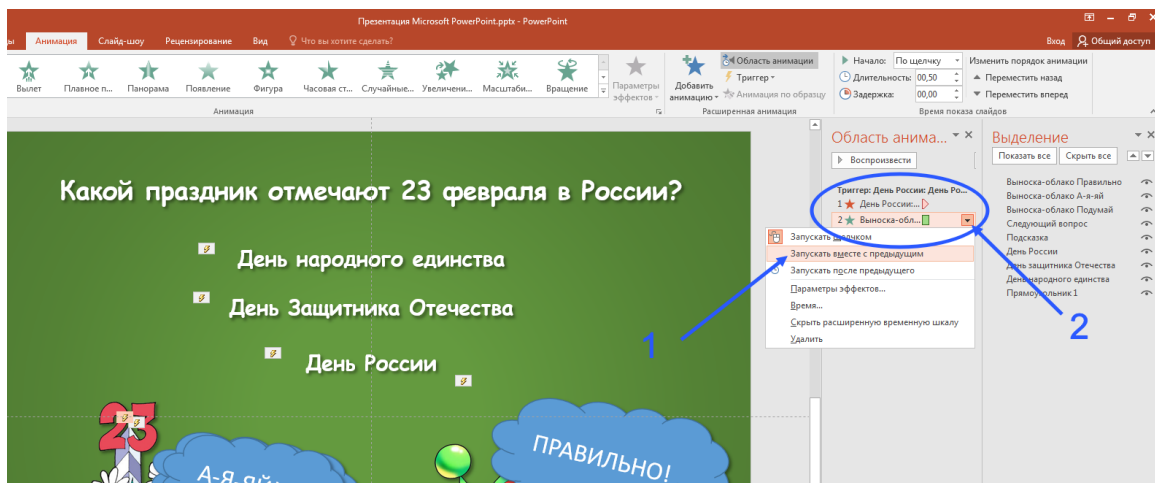 Презентация Microsoft PowerPoint.pptx - PowerPoint
Анимация Слайд-шоу Рецензирование Вид Что вы хотите сделать? Вход Общий доступ
Вылет Плавное п... Панорама Появление Фигура Часовая ст... Случайные... Увеличени... Масштаби... Вращение
Параметры эффектов
Добавить анимацию
Область анимации
Триггер
Анимация по образцу
Начало: По щелчку
Длительность: 00,50
Задержка: 00,00
Изменить порядок анимации
Переместить назад
Переместить вперед
Анимация Расширенная анимация Время показа слайдов
Какой праздник отмечают 23 февраля в России?
День народного единства
День Защитника Отечества
День России
23
А-Я-ЯЙ
ПРАВИЛЬНО!
Область анима...
Воспроизвести
Триггер: День России: День Ро...
1 День России:...
2 Выноска-обл...
Запускать щелчком
Запускать вместе с предыдущим
Запускать после предыдущего
Параметры эффектов...
Время...
Скрыть расширенную временную шкалу
Удалить
1
2
Выделение
Показать все Скрыть все
Выноска-облако Правильно
Выноска-облако А-я-яй
Выноска-облако Подумай
Следующий вопрос
Подсказка
День России
День защитника Отечества
День народного единства
Прямоугольник 1